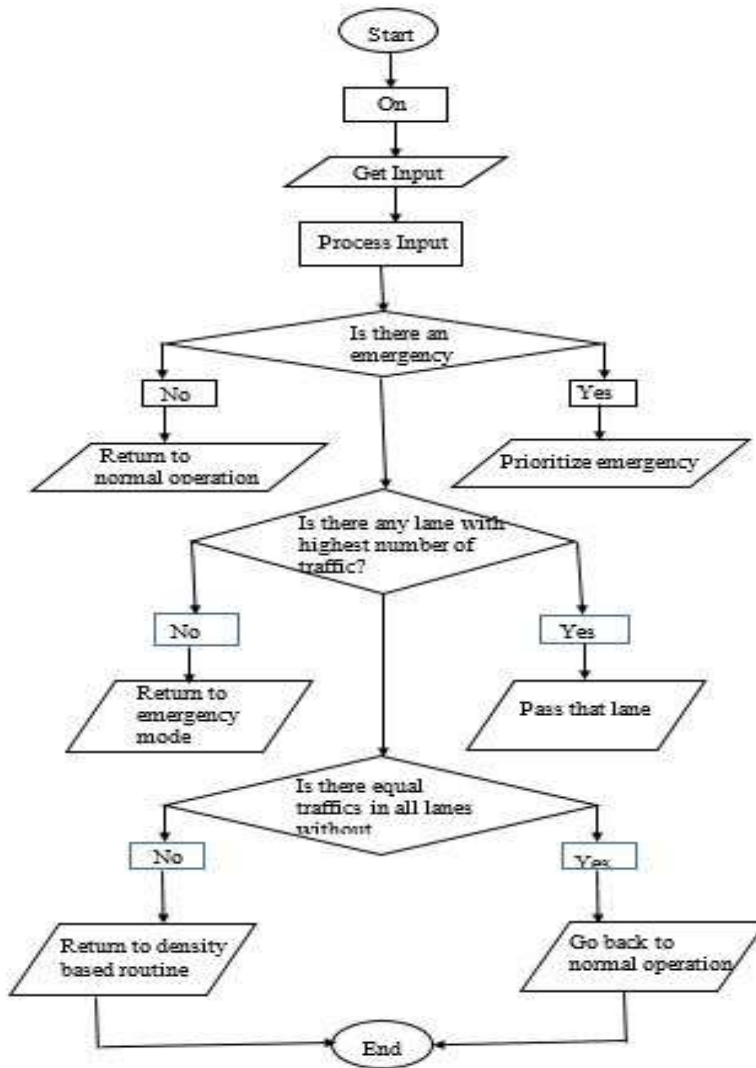 Start
On
Get Input
Process Input
Is there an
emergency
No
Yes
Return to
normal operation
Prioritize emergency
Is there any lane with
highest number of
traffic?
No
Yes
Return to
emergency
mode
Pass that lane
Is there equal
traffics in all lanes
without
No
Yes
Return to density
based routine
Go back to
normal operation
End